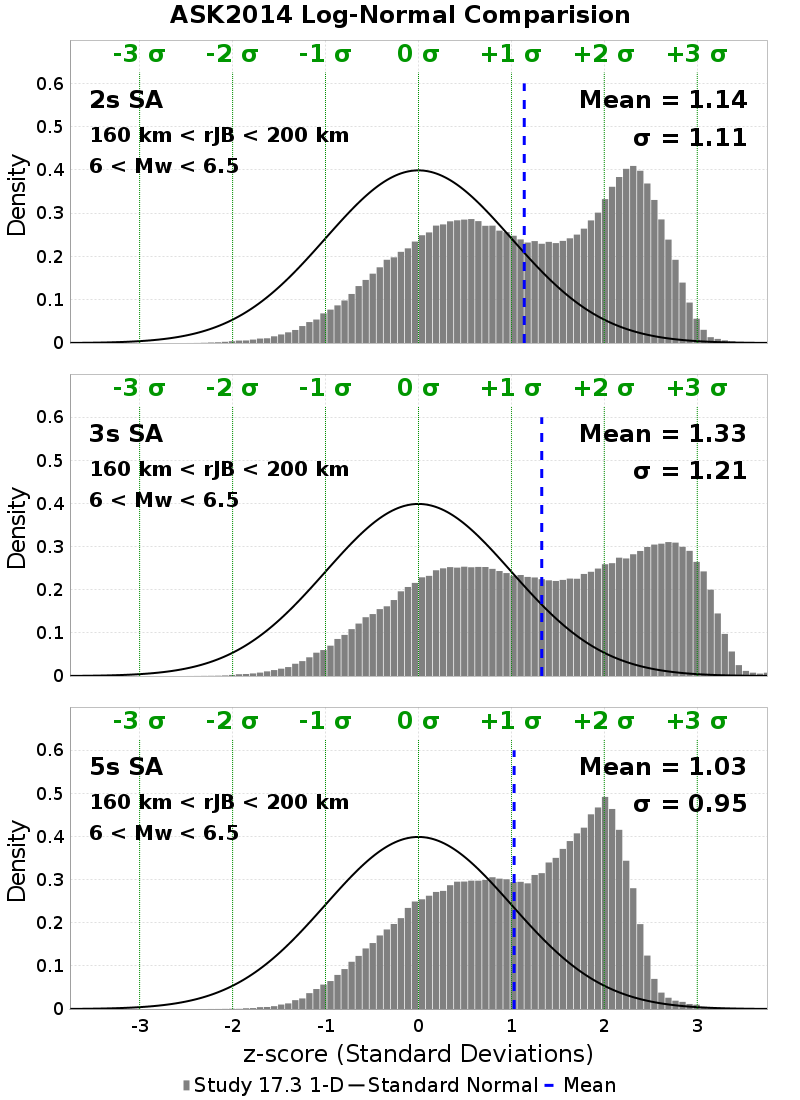 ASK2014 Log-Normal Comparision
-3 σ -2 σ -1 σ 0 σ +1 σ +2 σ +3 σ
0.6
2s SA Mean = 1.14
0.5
160 km < rJB < 200 km σ = 1.11
0.4
6 < Mw < 6.5
0.3
0.2
0.1
0
Density
-3 σ -2 σ -1 σ 0 σ +1 σ +2 σ +3 σ
0.6
3s SA Mean = 1.33
0.5
160 km < rJB < 200 km σ = 1.21
0.4
6 < Mw < 6.5
0.3
0.2
0.1
0
Density
-3 σ -2 σ -1 σ 0 σ +1 σ +2 σ +3 σ
0.6
5s SA Mean = 1.03
0.5
160 km < rJB < 200 km σ = 0.95
0.4
6 < Mw < 6.5
0.3
0.2
0.1
0
Density
-3 -2 -1 0 1 2 3
z-score (Standard Deviations)
Study 17.3 1-D Standard Normal Mean